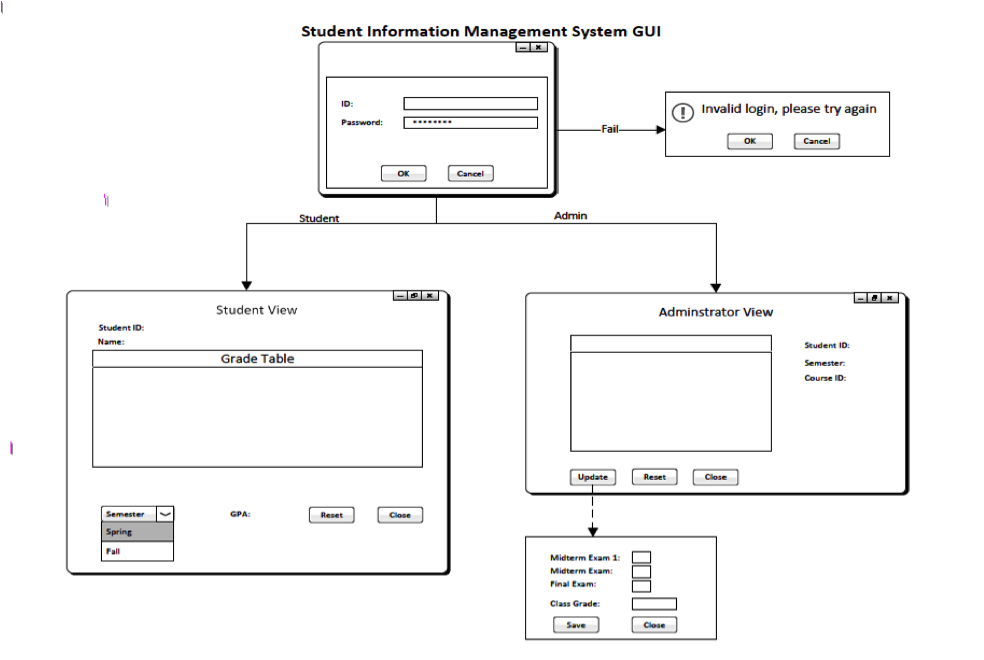 Student Information Management System GUI
ID:
Password: ********
OK Cancel
Fail
Invalid login, please try again
OK Cancel
Student
Admin
Student View
Student ID:
Name:
Grade Table
Semester
Spring
Fall
GPA:
Reset Close
Adminstrator View
Student ID:
Semester:
Course ID:
Update Reset Close
Midterm Exam 1:
Midterm Exam:
Final Exam:
Class Grade:
Save Close